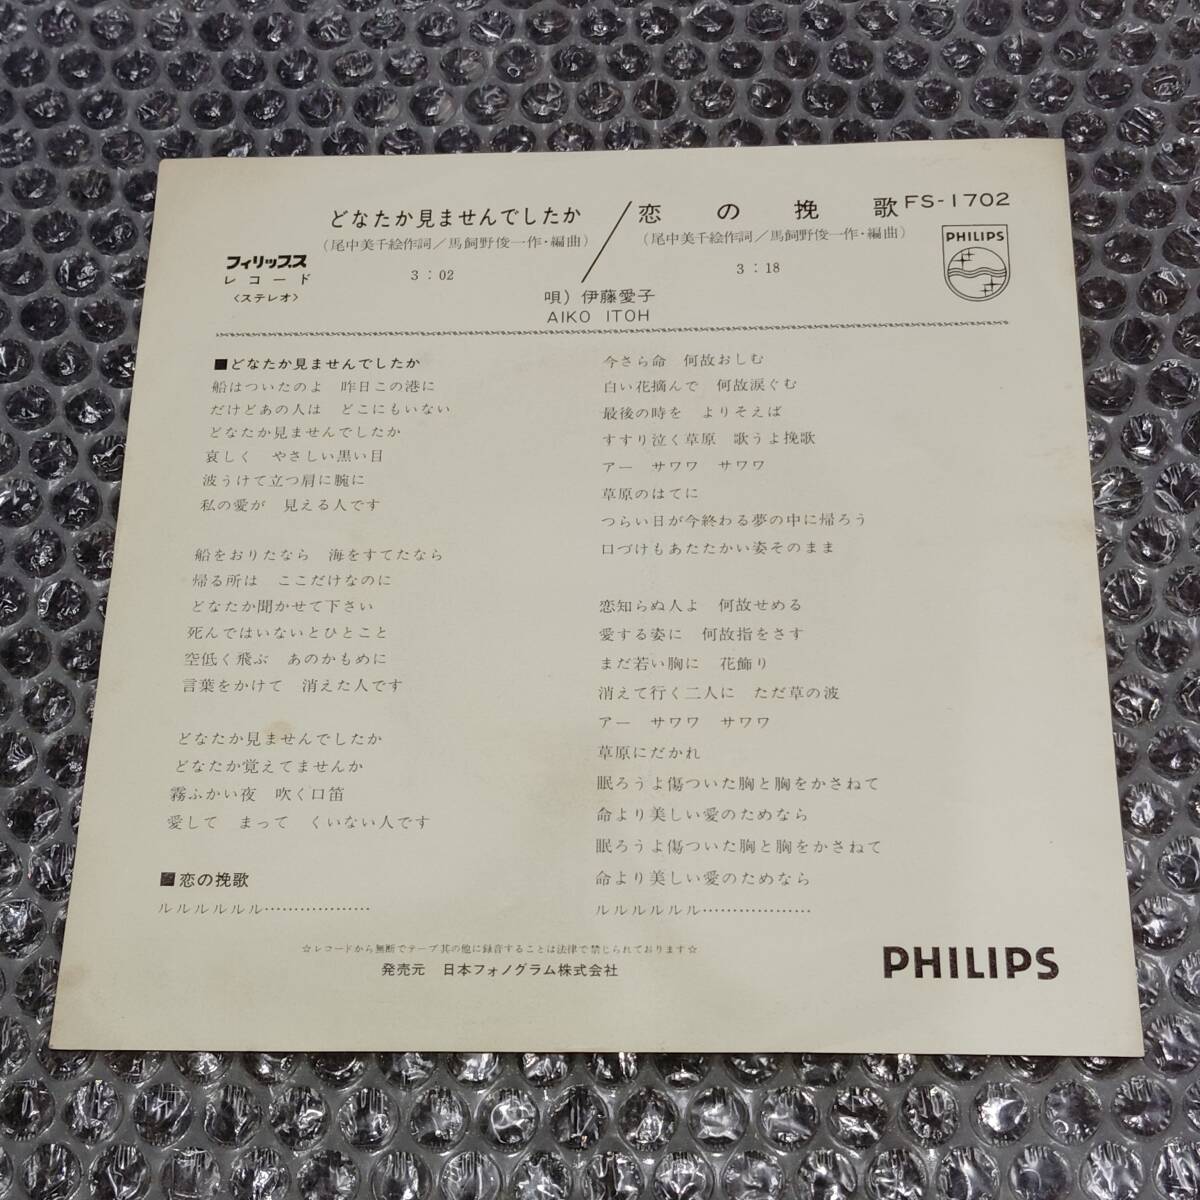 どなたか見ませんでしたか／恋の挽歌 FS-1702
（尾中美千絵作詞／馬飼野俊一作・編曲）
（尾中美千絵作詞／馬飼野俊一作・編曲）
PHILIPS
フィリップス
レコード
〈ステレオ〉
3：02
3：18
唄）伊藤愛子
AIKO ITOH
■どなたか見ませんでしたか
船はついたのよ　昨日この港に
だけどあの人は　どこにもいない
どなたか見ませんでしたか
哀しく　やさしい黒い目
波うけて立つ肩に腕に
私の愛が　見える人です
船をおりたなら　海をすてたなら
帰る所は　ここだけなのに
どなたか聞かせて下さい
死んではいないとひとこと
空低く飛ぶ　あのかもめに
言葉をかけて　消えた人です
どなたか見ませんでしたか
どなたか覚えてませんか
霧ふかい夜　吹く口笛
愛して　まって　くいない人です
■恋の挽歌
ルルルルルル………………
今さら命　何故おしむ
白い花摘んで　何故涙ぐむ
最後の時を　よりそえば
すすり泣く草原　歌うよ挽歌
アー　サワワ　サワワ
草原のはてに
つらい日が今終わる夢の中に帰ろう
口づけもあたたかい姿そのまま
恋知らぬ人よ　何故せめる
愛する姿に　何故指をさす
まだ若い胸に　花飾り
消えて行く二人に　ただ草の波
アー　サワワ　サワワ
草原にだかれ
眠ろうよ傷ついた胸と胸をかさねて
命より美しい愛のためなら
眠ろうよ傷ついた胸と胸をかさねて
命より美しい愛のためなら
ルルルルルル………………
☆レコードから無断でテープ其の他に録音することは法律で禁じられております☆
発売元　日本フォノグラム株式会社
PHILIPS